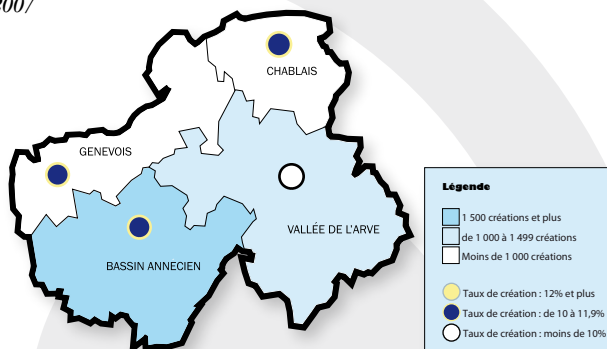 2007
CHABLAIS
GENEVOIS
VALLÉE DE L'ARVE
BASSIN ANNECIEN
Légende
1 500 créations et plus
de 1 000 à 1 499 créations
Moins de 1 000 créations
Taux de création : 12% et plus
Taux de création : de 10 à 11,9%
Taux de création : moins de 10%